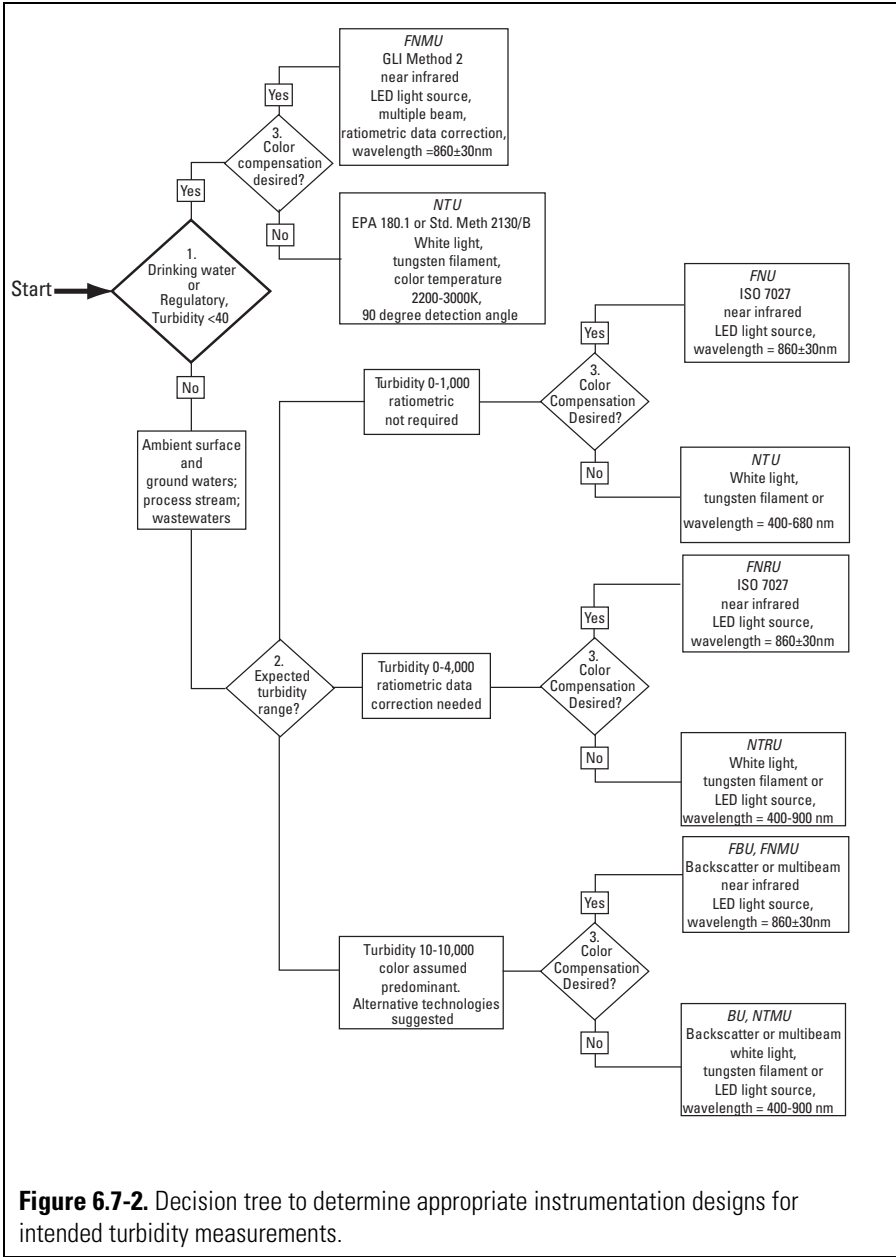 FNMU
GLI Method 2
near infrared
LED light source,
multiple beam,
ratiometric data correction,
wavelength =860±30nm
Yes
3.
Color
compensation
desired?
Yes
No
NTU
EPA 180.1 or Std. Meth 2130/B
White light,
tungsten filament,
color temperature
2200-3000K,
90 degree detection angle
Start
1.
Drinking water
or
Regulatory,
Turbidity <40
No
Ambient surface
and
ground waters;
process stream;
wastewaters
FNU
ISO 7027
near infrared
LED light source,
wavelength = 860±30nm
Yes
Turbidity 0-1,000
ratiometric
not required
3.
Color
Compensation
Desired?
No
NTU
White light,
tungsten filament or
wavelength = 400-680 nm
FNRU
ISO 7027
near infrared
LED light source,
wavelength = 860±30nm
Yes
2.
Expected
turbidity
range?
Turbidity 0-4,000
ratiometric data
correction needed
3.
Color
Compensation
Desired?
No
NTRU
White light,
tungsten filament or
LED light source,
wavelength = 400-900 nm
FBU, FNMU
Backscatter or multibeam
near infrared
LED light source,
wavelength = 860±30nm
Yes
Turbidity 10-10,000
color assumed
predominant.
Alternative technologies
suggested
3.
Color
Compensation
Desired?
No
BU, NTMU
Backscatter or multibeam
white light,
tungsten filament or
LED light source,
wavelength = 400-900 nm
Figure 6.7-2. Decision tree to determine appropriate instrumentation designs for
intended turbidity measurements.